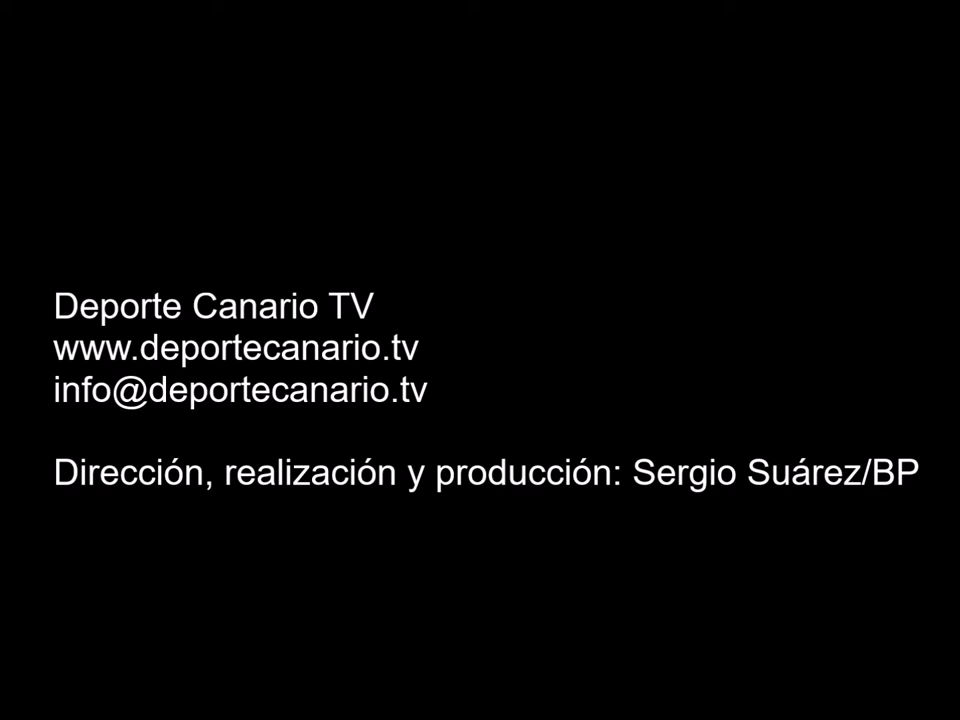 Deporte Canario TV
www.deportecanario.tv
info@deportecanario.tv
Dirección, realización y producción: Sergio Suárez/BP